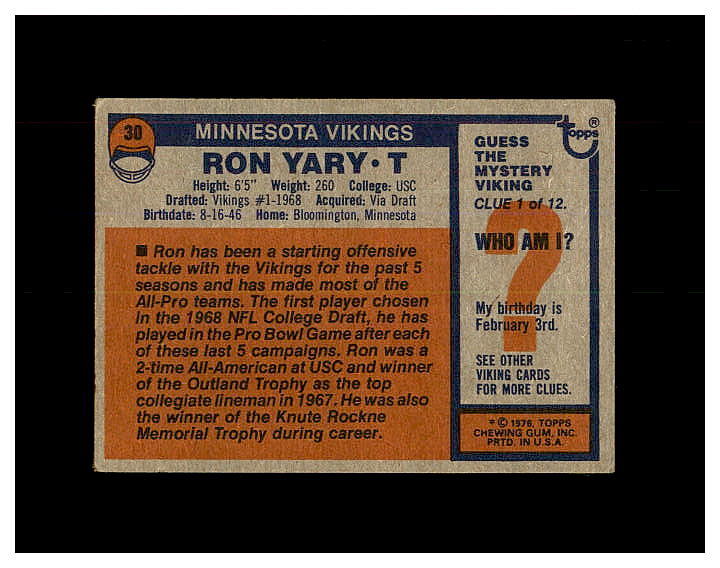 30
MINNESOTA VIKINGS
RON YARY • T
Height: 6'5" Weight: 260 College: USC
Drafted: Vikings #1-1968 Acquired: Via Draft
Birthdate: 8-16-46 Home: Bloomington, Minnesota
■ Ron has been a starting offensive
tackle with the Vikings for the past 5
seasons and has made most of the
All-Pro teams. The first player chosen
in the 1968 NFL College Draft, he has
played in the Pro Bowl Game after each
of these last 5 campaigns. Ron was a
2-time All-American at USC and winner
of the Outland Trophy as the top
collegiate lineman in 1967. He was also
the winner of the Knute Rockne
Memorial Trophy during career.
topps®
GUESS
THE
MYSTERY
VIKING
CLUE 1 of 12.
WHO AM I?
?
My birthday is
February 3rd.
SEE OTHER
VIKING CARDS
FOR MORE CLUES.
* © 1976, TOPPS
CHEWING GUM, INC.
PRTD. IN U.S.A.